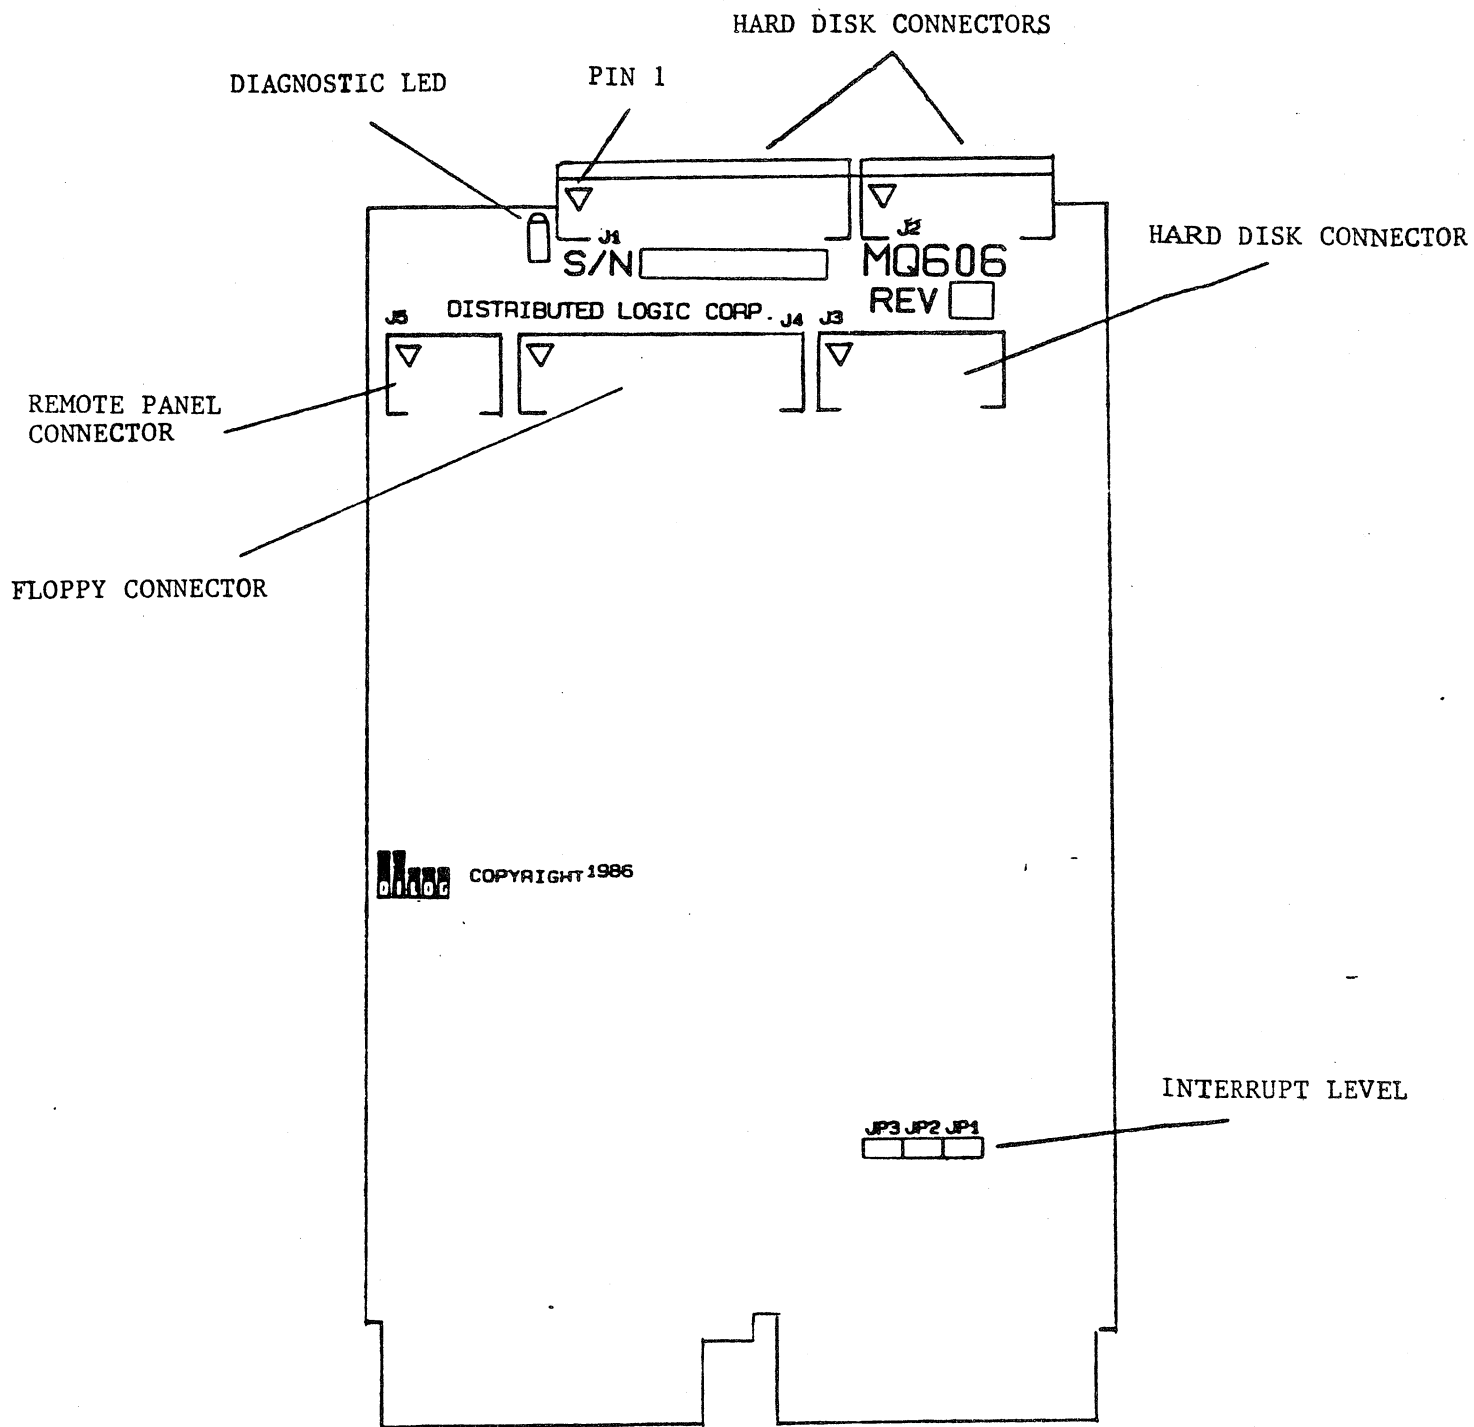 HARD DISK CONNECTORS
DIAGNOSTIC LED
PIN 1
J1
J2
S/N
MQ606
HARD DISK CONNECTOR
REV
J5
DISTRIBUTED LOGIC CORP.
J4
J3
REMOTE PANEL
CONNECTOR
FLOPPY CONNECTOR
DILOG
COPYRIGHT 1986
INTERRUPT LEVEL
JP3 JP2 JP1